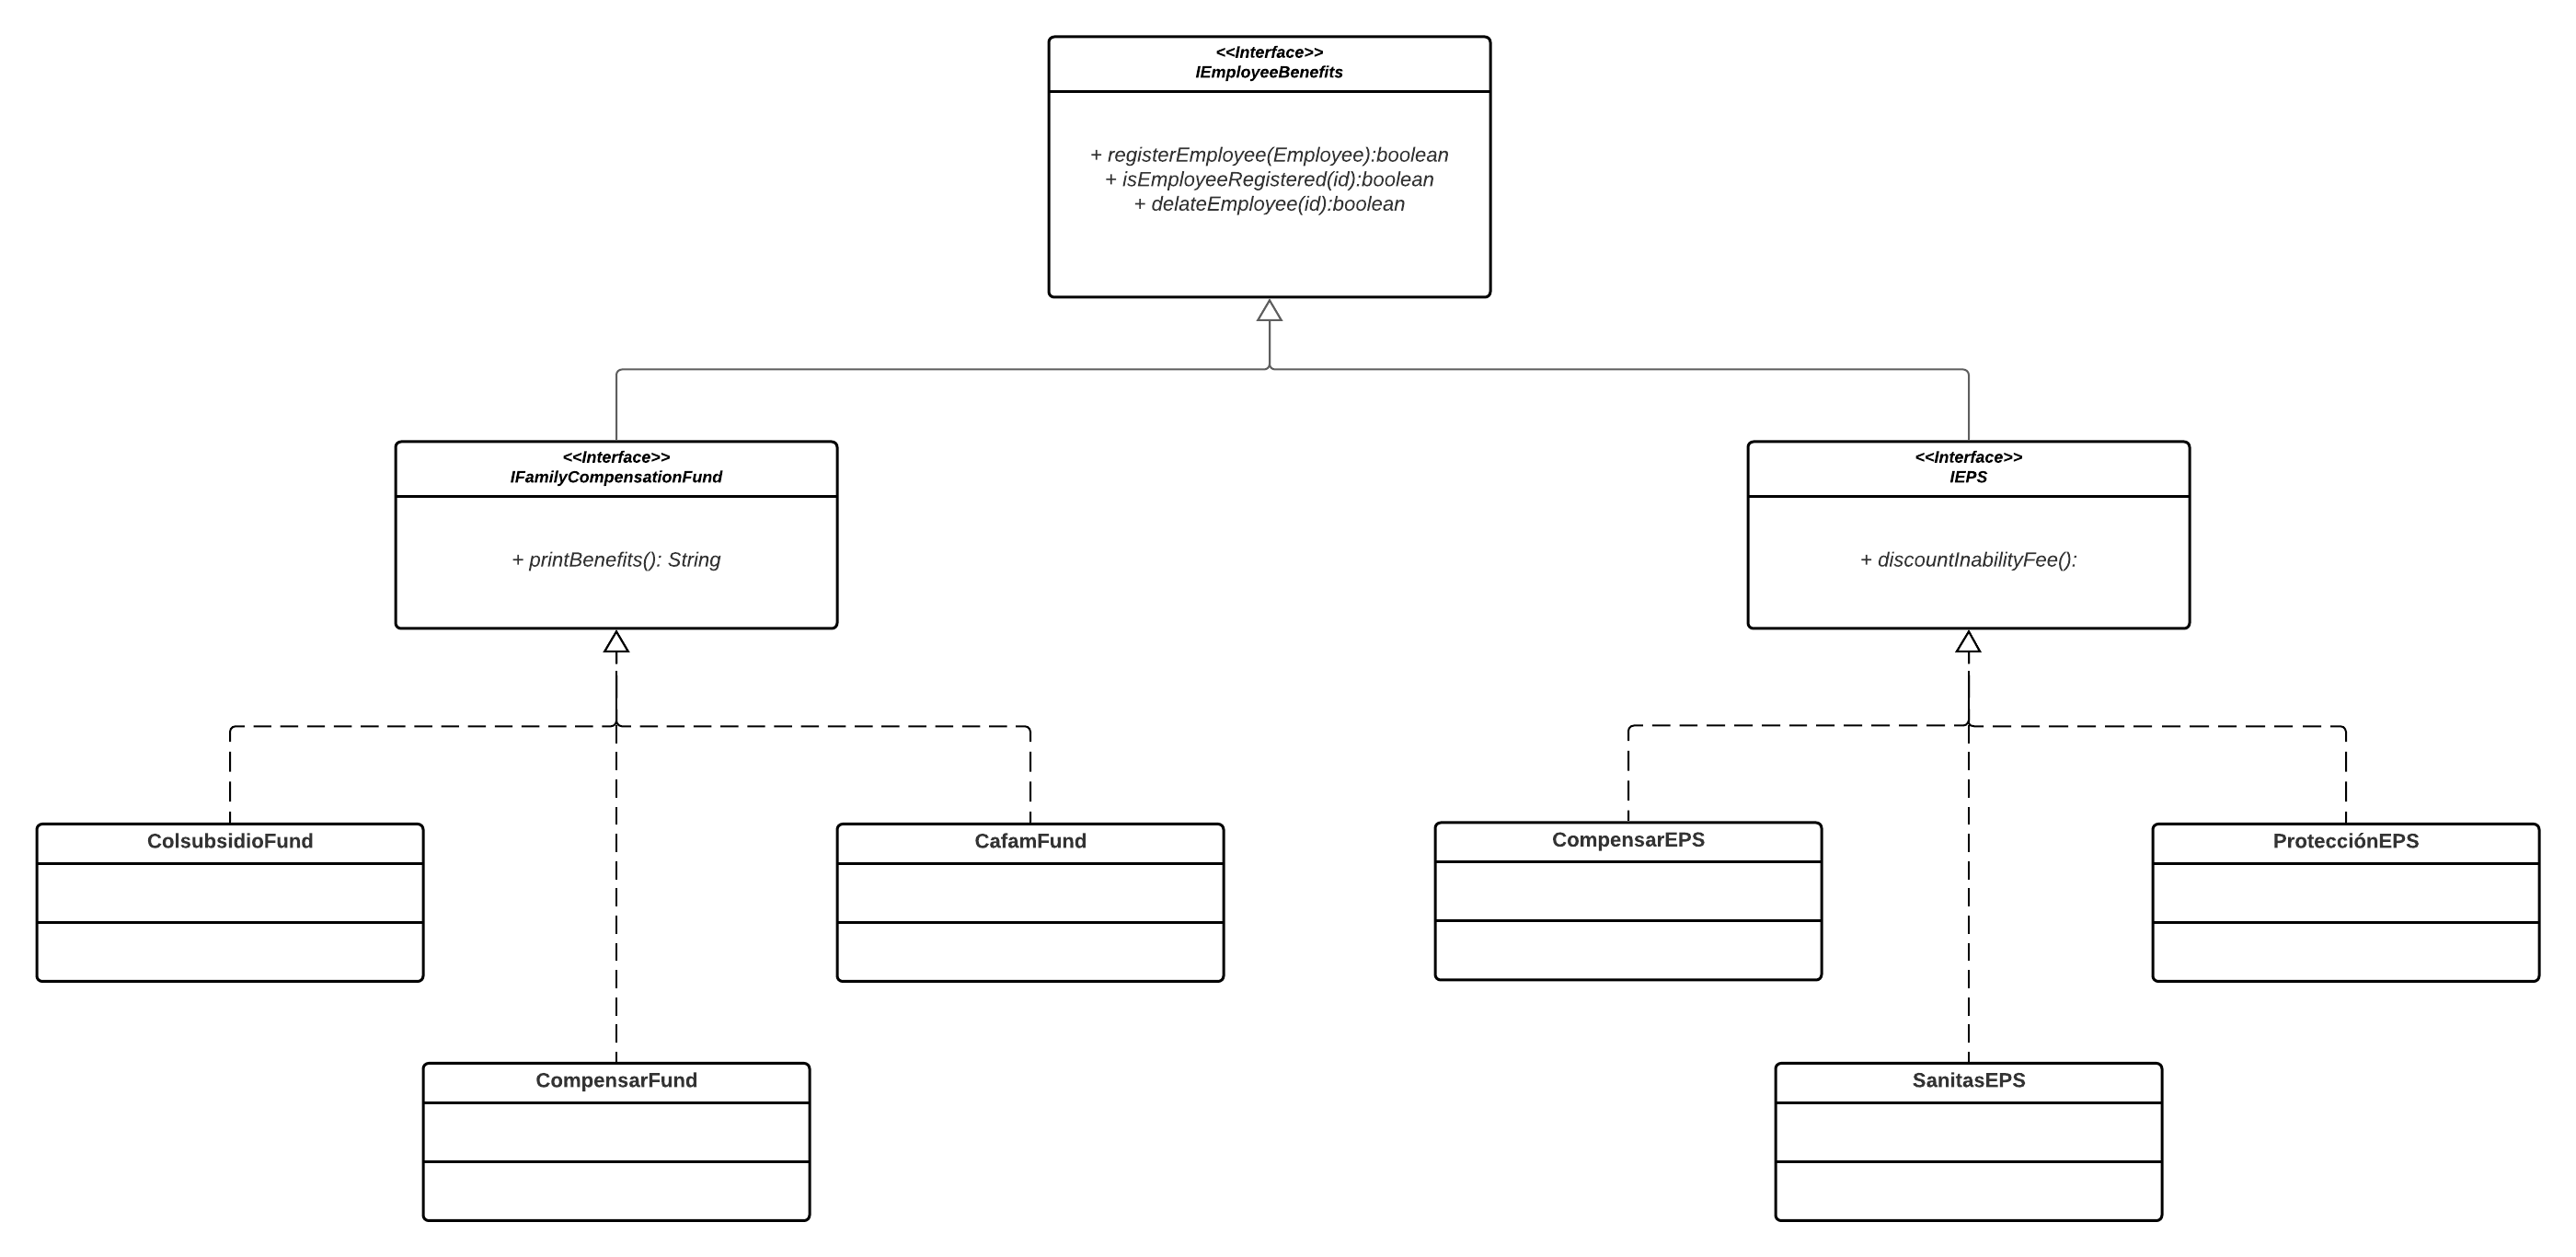 <<Interface>>
IEmployeeBenefits
+ registerEmployee(Employee):boolean
+ isEmployeeRegistered(id):boolean
+ delateEmployee(id):boolean
<<Interface>>
IFamilyCompensationFund
+ printBenefits(): String
<<Interface>>
IEPS
+ discountInabilityFee():
ColsubsidioFund
CafamFund
CompensarEPS
ProtecciónEPS
CompensarFund
SanitasEPS